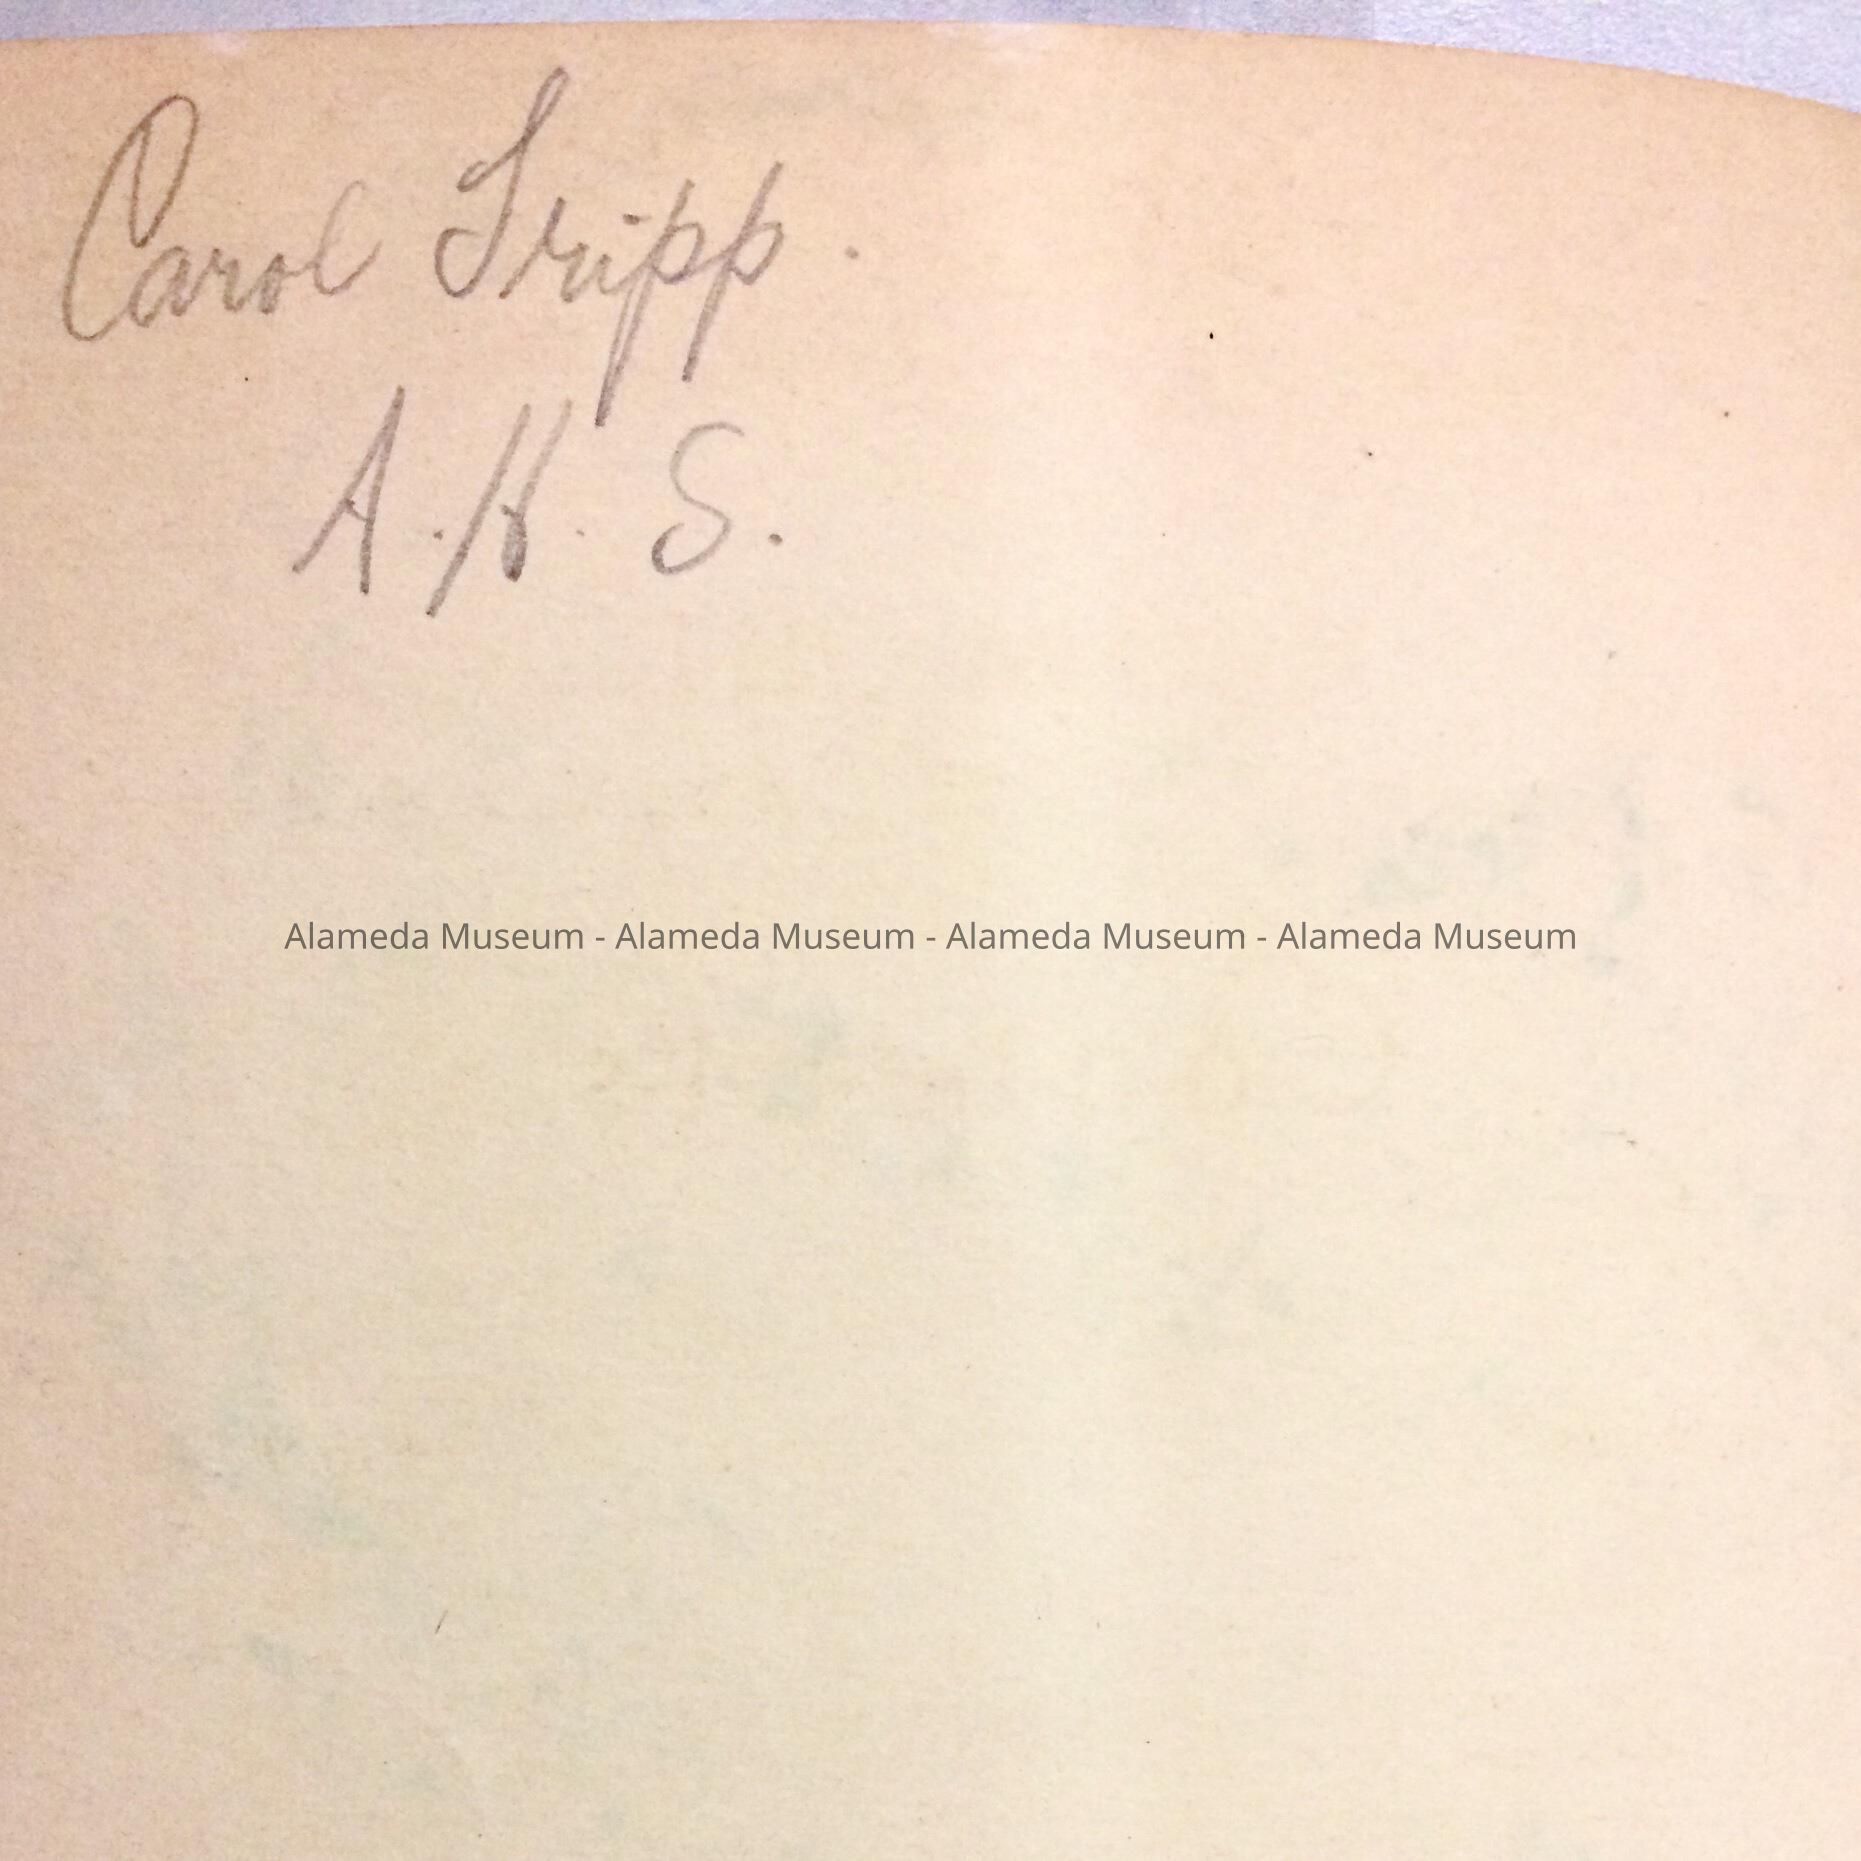 Carol Tripp.
A. H. S.
Alameda Museum - Alameda Museum - Alameda Museum - Alameda Museum